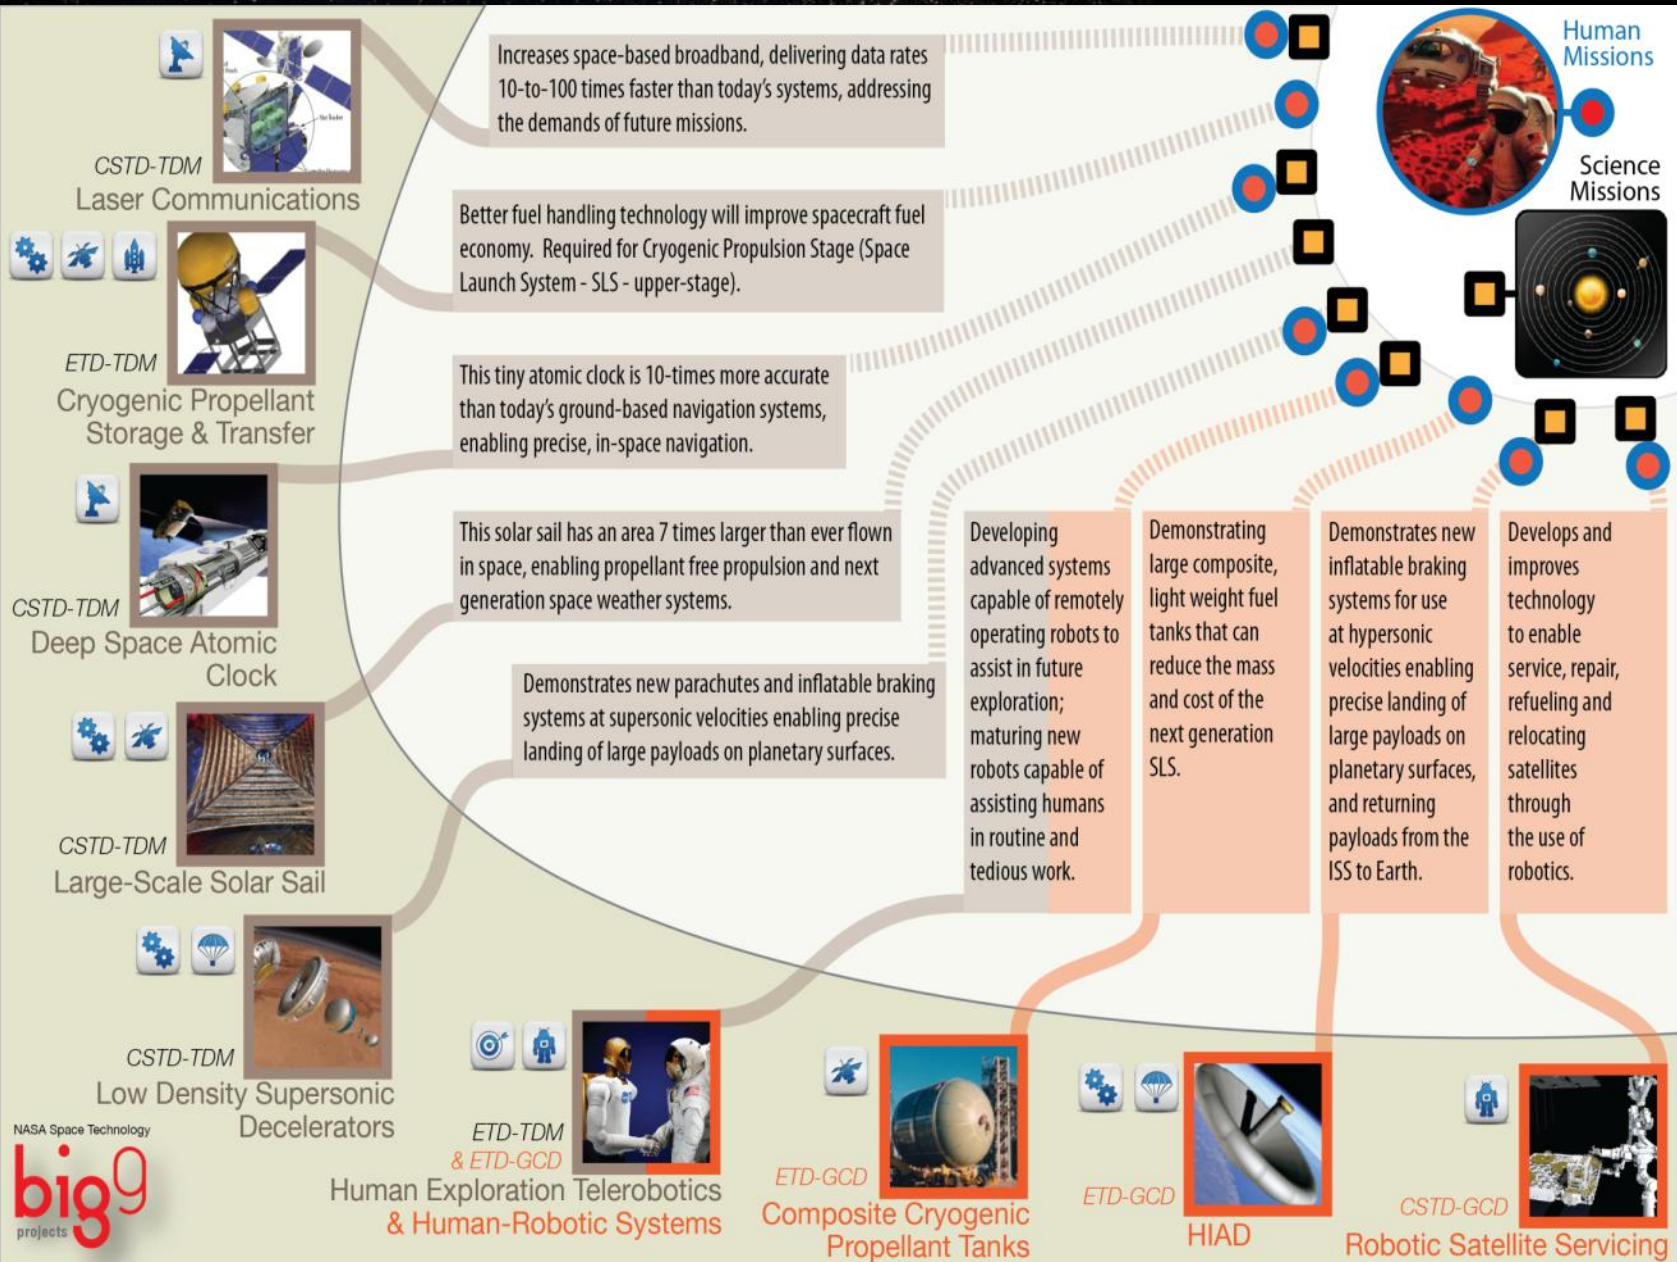 Increases space-based broadband, delivering data rates
10-to-100 times faster than today's systems, addressing
the demands of future missions.
Human
Missions
CSTD-TDM
Laser Communications
Science
Missions
Better fuel handling technology will improve spacecraft fuel
economy. Required for Cryogenic Propulsion Stage (Space
Launch System - SLS - upper-stage).
ETD-TDM
Cryogenic Propellant
Storage & Transfer
This tiny atomic clock is 10-times more accurate
than today's ground-based navigation systems,
enabling precise, in-space navigation.
CSTD-TDM
Deep Space Atomic
Clock
This solar sail has an area 7 times larger than ever flown
in space, enabling propellant free propulsion and next
generation space weather systems.
CSTD-TDM
Large-Scale Solar Sail
Demonstrates new parachutes and inflatable braking
systems at supersonic velocities enabling precise
landing of large payloads on planetary surfaces.
CSTD-TDM
Low Density Supersonic
Decelerators
Developing
advanced systems
capable of remotely
operating robots to
assist in future
exploration;
maturing new
robots capable of
assisting humans
in routine and
tedious work.
Demonstrating
large composite,
light weight fuel
tanks that can
reduce the mass
and cost of the
next generation
SLS.
Demonstrates new
inflatable braking
systems for use
at hypersonic
velocities enabling
precise landing of
large payloads on
planetary surfaces,
and returning
payloads from the
ISS to Earth.
Develops and
improves
technology
to enable
service, repair,
refueling and
relocating
satellites
through
the use of
robotics.
NASA Space Technology
big9
projects
ETD-TDM
& ETD-GCD
Human Exploration Telerobotics
& Human-Robotic Systems
ETD-GCD
Composite Cryogenic
Propellant Tanks
ETD-GCD
HIAD
CSTD-GCD
Robotic Satellite Servicing